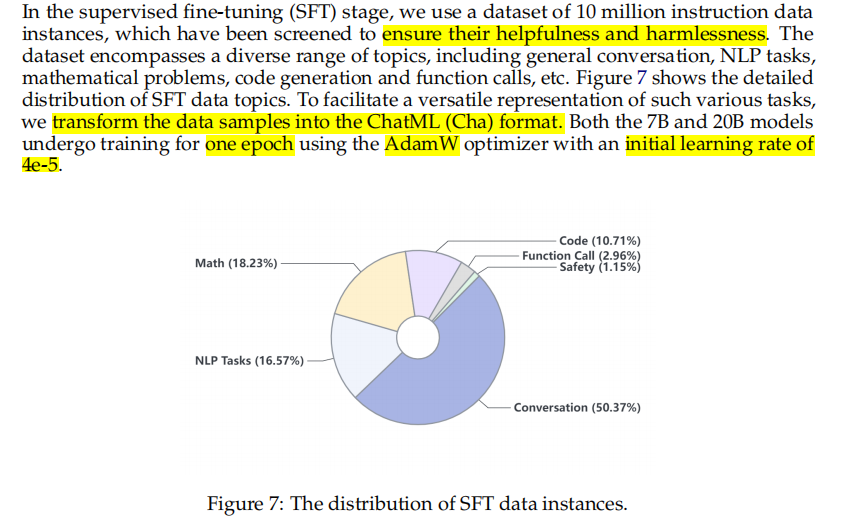 In the supervised fine-tuning (SFT) stage, we use a dataset of 10 million instruction data
instances, which have been screened to ensure their helpfulness and harmlessness. The
dataset encompasses a diverse range of topics, including general conversation, NLP tasks,
mathematical problems, code generation and function calls, etc. Figure 7 shows the detailed
distribution of SFT data topics. To facilitate a versatile representation of such various tasks,
we transform the data samples into the ChatML (Cha) format. Both the 7B and 20B models
undergo training for one epoch using the AdamW optimizer with an initial learning rate of
4e-5.
Code (10.71%)
Function Call (2.96%)
Safety (1.15%)
Math (18.23%)
NLP Tasks (16.57%)
Conversation (50.37%)
Figure 7: The distribution of SFT data instances.